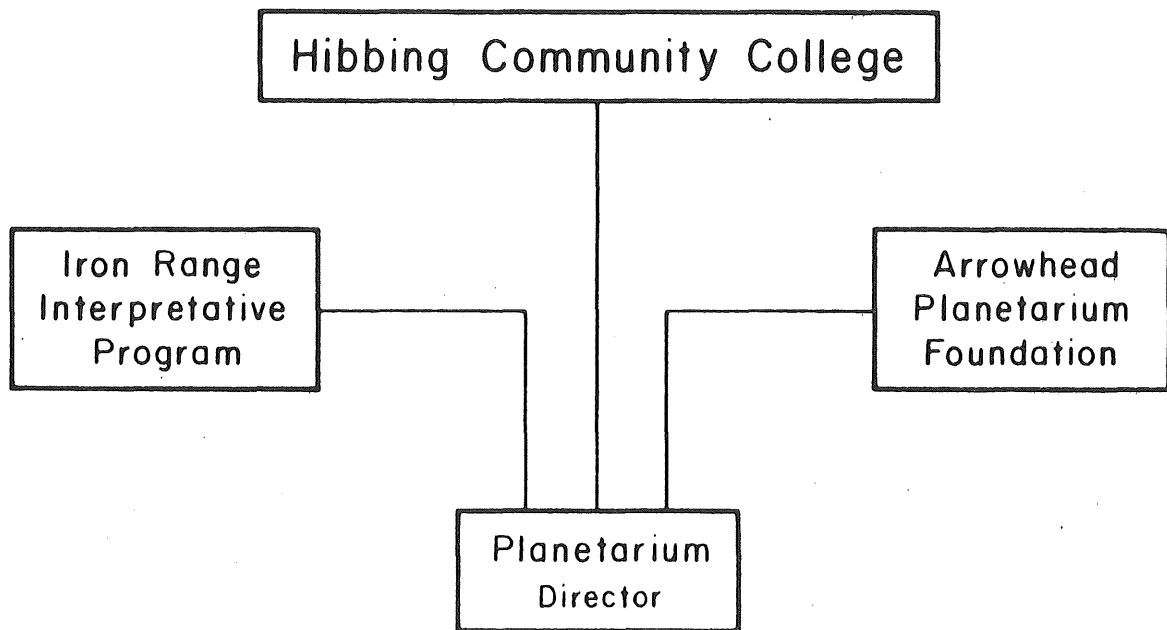 Hibbing Community College
Iron Range
Interpretative
Program
Arrowhead
Planetarium
Foundation
Planetarium
Director